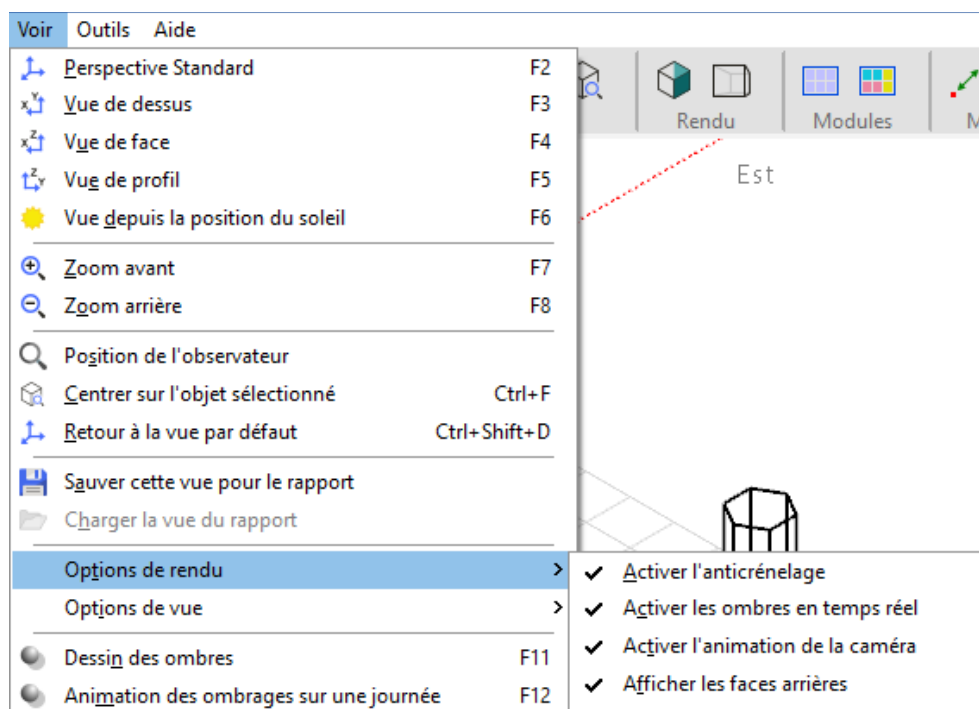 Voir Outils Aide
Perspective Standard F2
Vue de dessus F3
Vue de face F4
Vue de profil F5
Vue depuis la position du soleil F6
Zoom avant F7
Zoom arrière F8
Position de l'observateur
Centrer sur l'objet sélectionné Ctrl+F
Retour à la vue par défaut Ctrl+Shift+D
Sauver cette vue pour le rapport
Charger la vue du rapport
Options de rendu
Options de vue
Dessin des ombres F11
Animation des ombrages sur une journée F12
Rendu Modules M
Est
Activer l'anticrénelage
Activer les ombres en temps réel
Activer l'animation de la caméra
Afficher les faces arrières